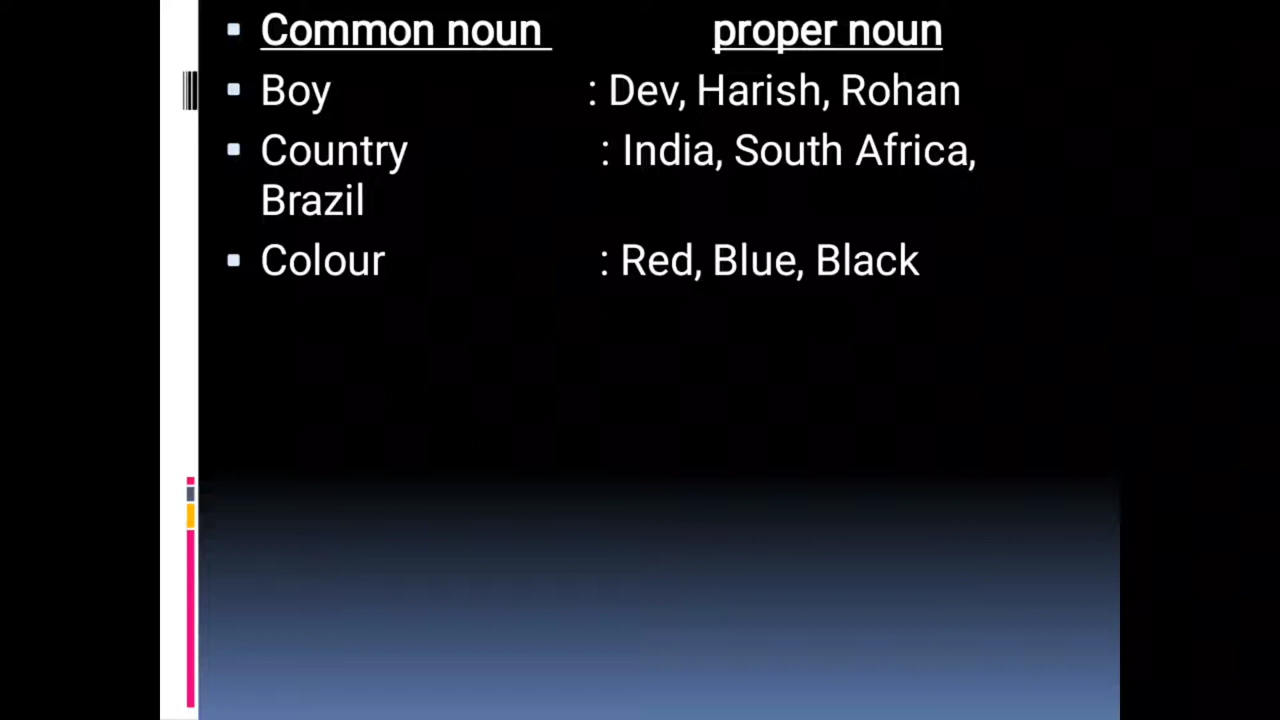 Common noun proper noun
Boy : Dev, Harish, Rohan
Country : India, South Africa,
Brazil
Colour : Red, Blue, Black